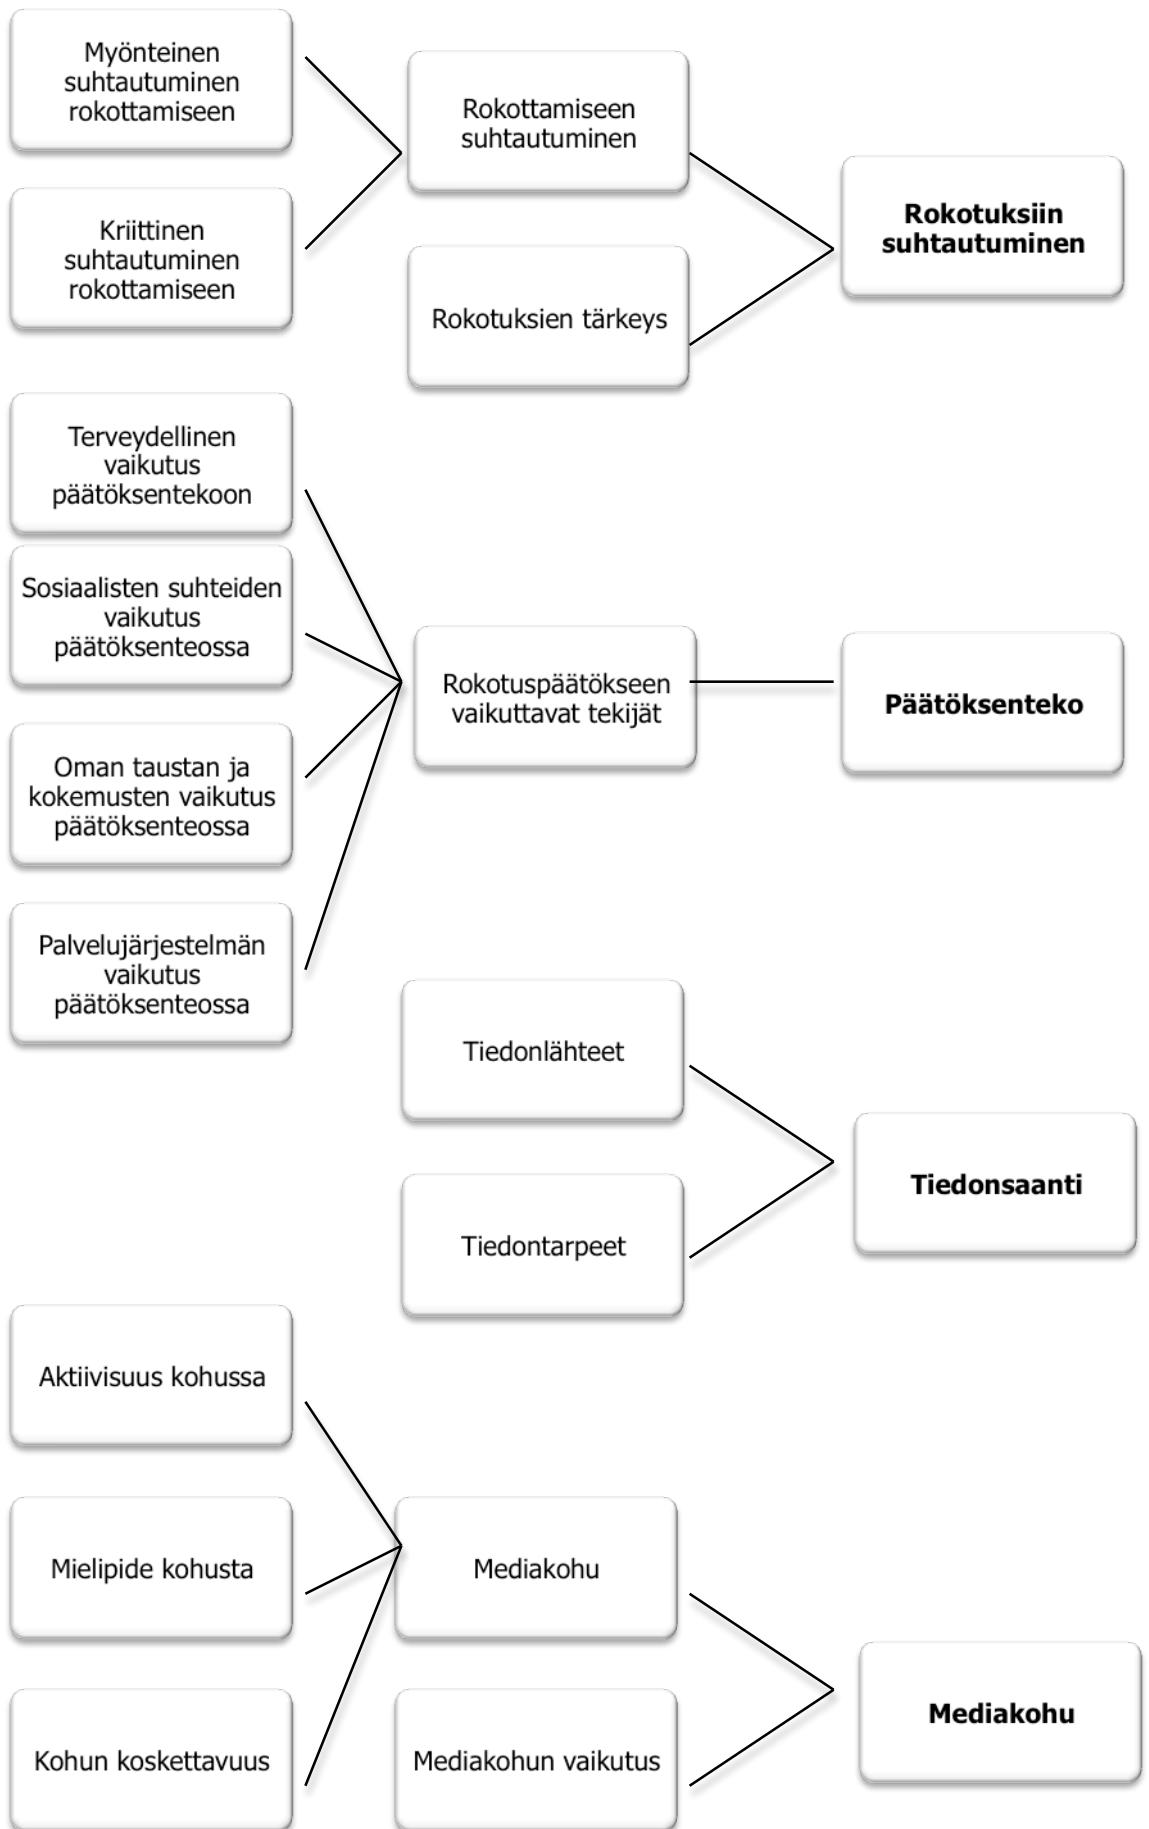 Myönteinen
suhtautuminen
rokottamiseen
Rokottamiseen
suhtautuminen
Rokotuksiin
suhtautuminen
Kriittinen
suhtautuminen
rokottamiseen
Rokotuksien tärkeys
Terveydellinen
vaikutus
päätöksentekoon
Sosiaalisten suhteiden
vaikutus
päätöksenteossa
Rokotuspäätökseen
vaikuttavat tekijät
Päätöksenteko
Oman taustan ja
kokemusten vaikutus
päätöksenteossa
Palvelujärjestelmän
vaikutus
päätöksenteossa
Tiedonlähteet
Tiedonsaanti
Tiedontarpeet
Aktiivisuus kohussa
Mielipide kohusta
Mediakohu
Mediakohu
Kohun koskettavuus
Mediakohun vaikutus